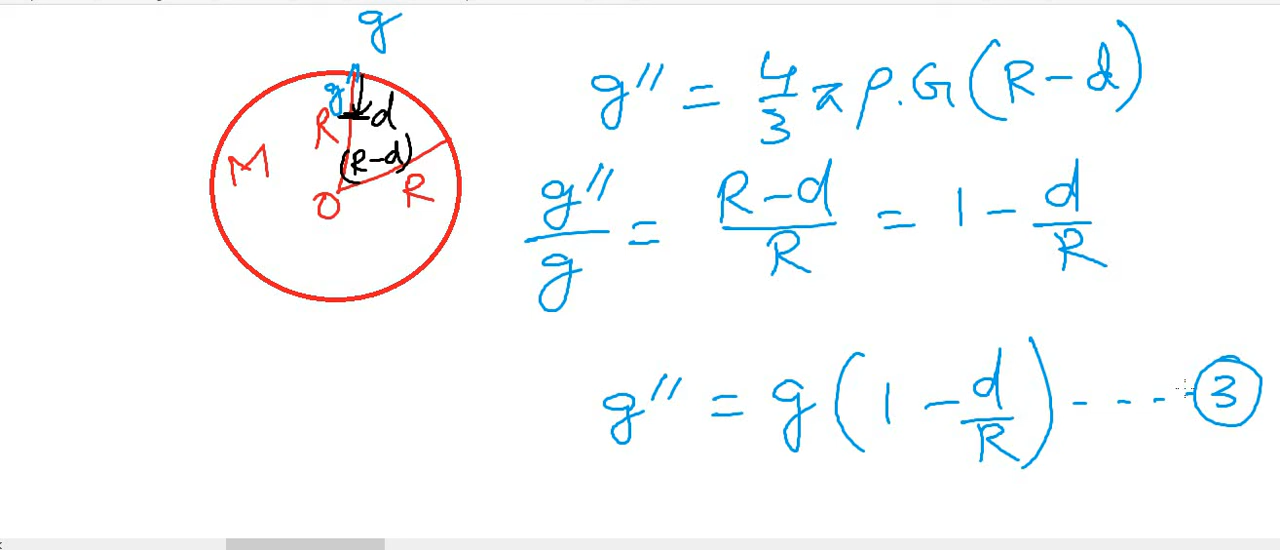 g
g'' d
R
(R-d)
M
R
O
g'' = 4/3 π ρ.G(R-d)
g''/g = R-d/R = 1 - d/R
g'' = g(1 - d/R) ---- 3